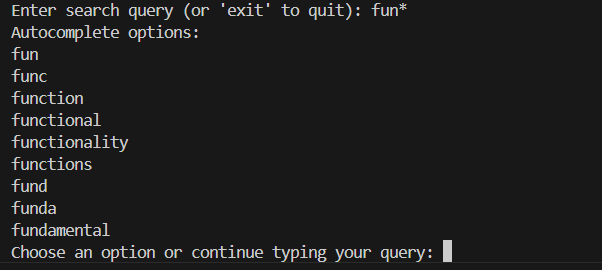 Enter search query (or 'exit' to quit): fun*
Autocomplete options:
fun
func
function
functional
functionality
functions
fund
funda
fundamental
Choose an option or continue typing your query: